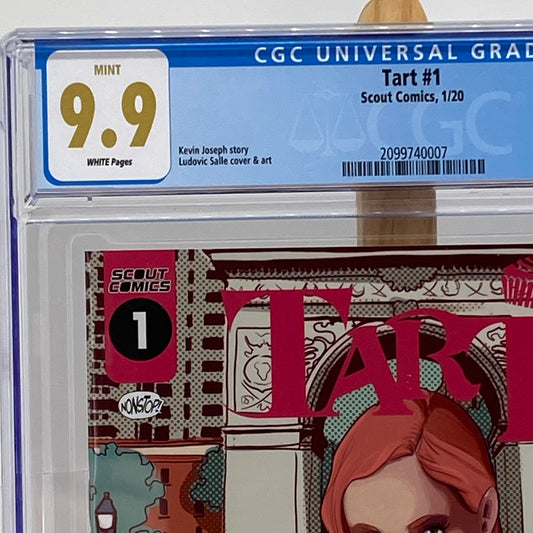 CGC UNIVERSAL GRAD
MINT
9.9
WHITE Pages
Tart #1
Scout Comics, 1/20
Kevin Joseph story
Ludovic Salle cover & art
CGC
2099740007
SCOUT
COMICS
1
NONSTOP!
TART